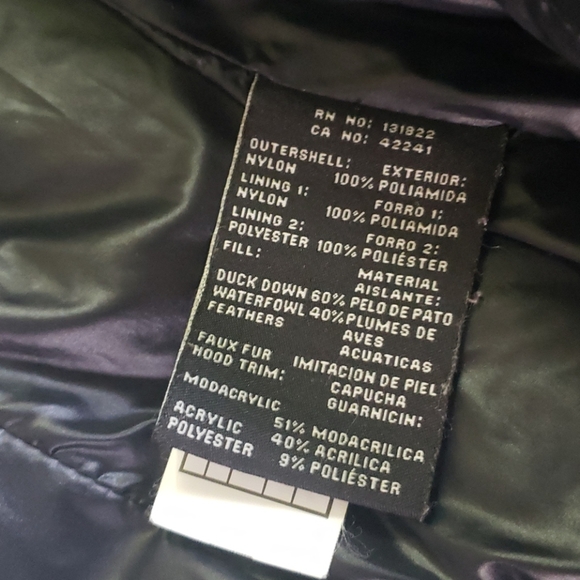 RN NO: 131922
CA NO: 42241
OUTERSHELL: EXTERIOR:
NYLON 100% POLIAMIDA
LINING 1: FORRO 1:
NYLON 100% POLIAMIDA
LINING 2: FORRO 2:
POLYESTER 100% POLIÉSTER
FILL: MATERIAL
AISLANTE:
DUCK DOWN 60% PELO DE PATO
WATERFOWL 40% PLUMES DE
FEATHERS AVES
ACUATICAS
FAUX FUR IMITACION DE PIEL
HOOD TRIM: CAPUCHA
GUARNICIN:
MODACRYLIC 51% MODACRILICA
ACRYLIC 40% ACRILICA
POLYESTER 9% POLIÉSTER